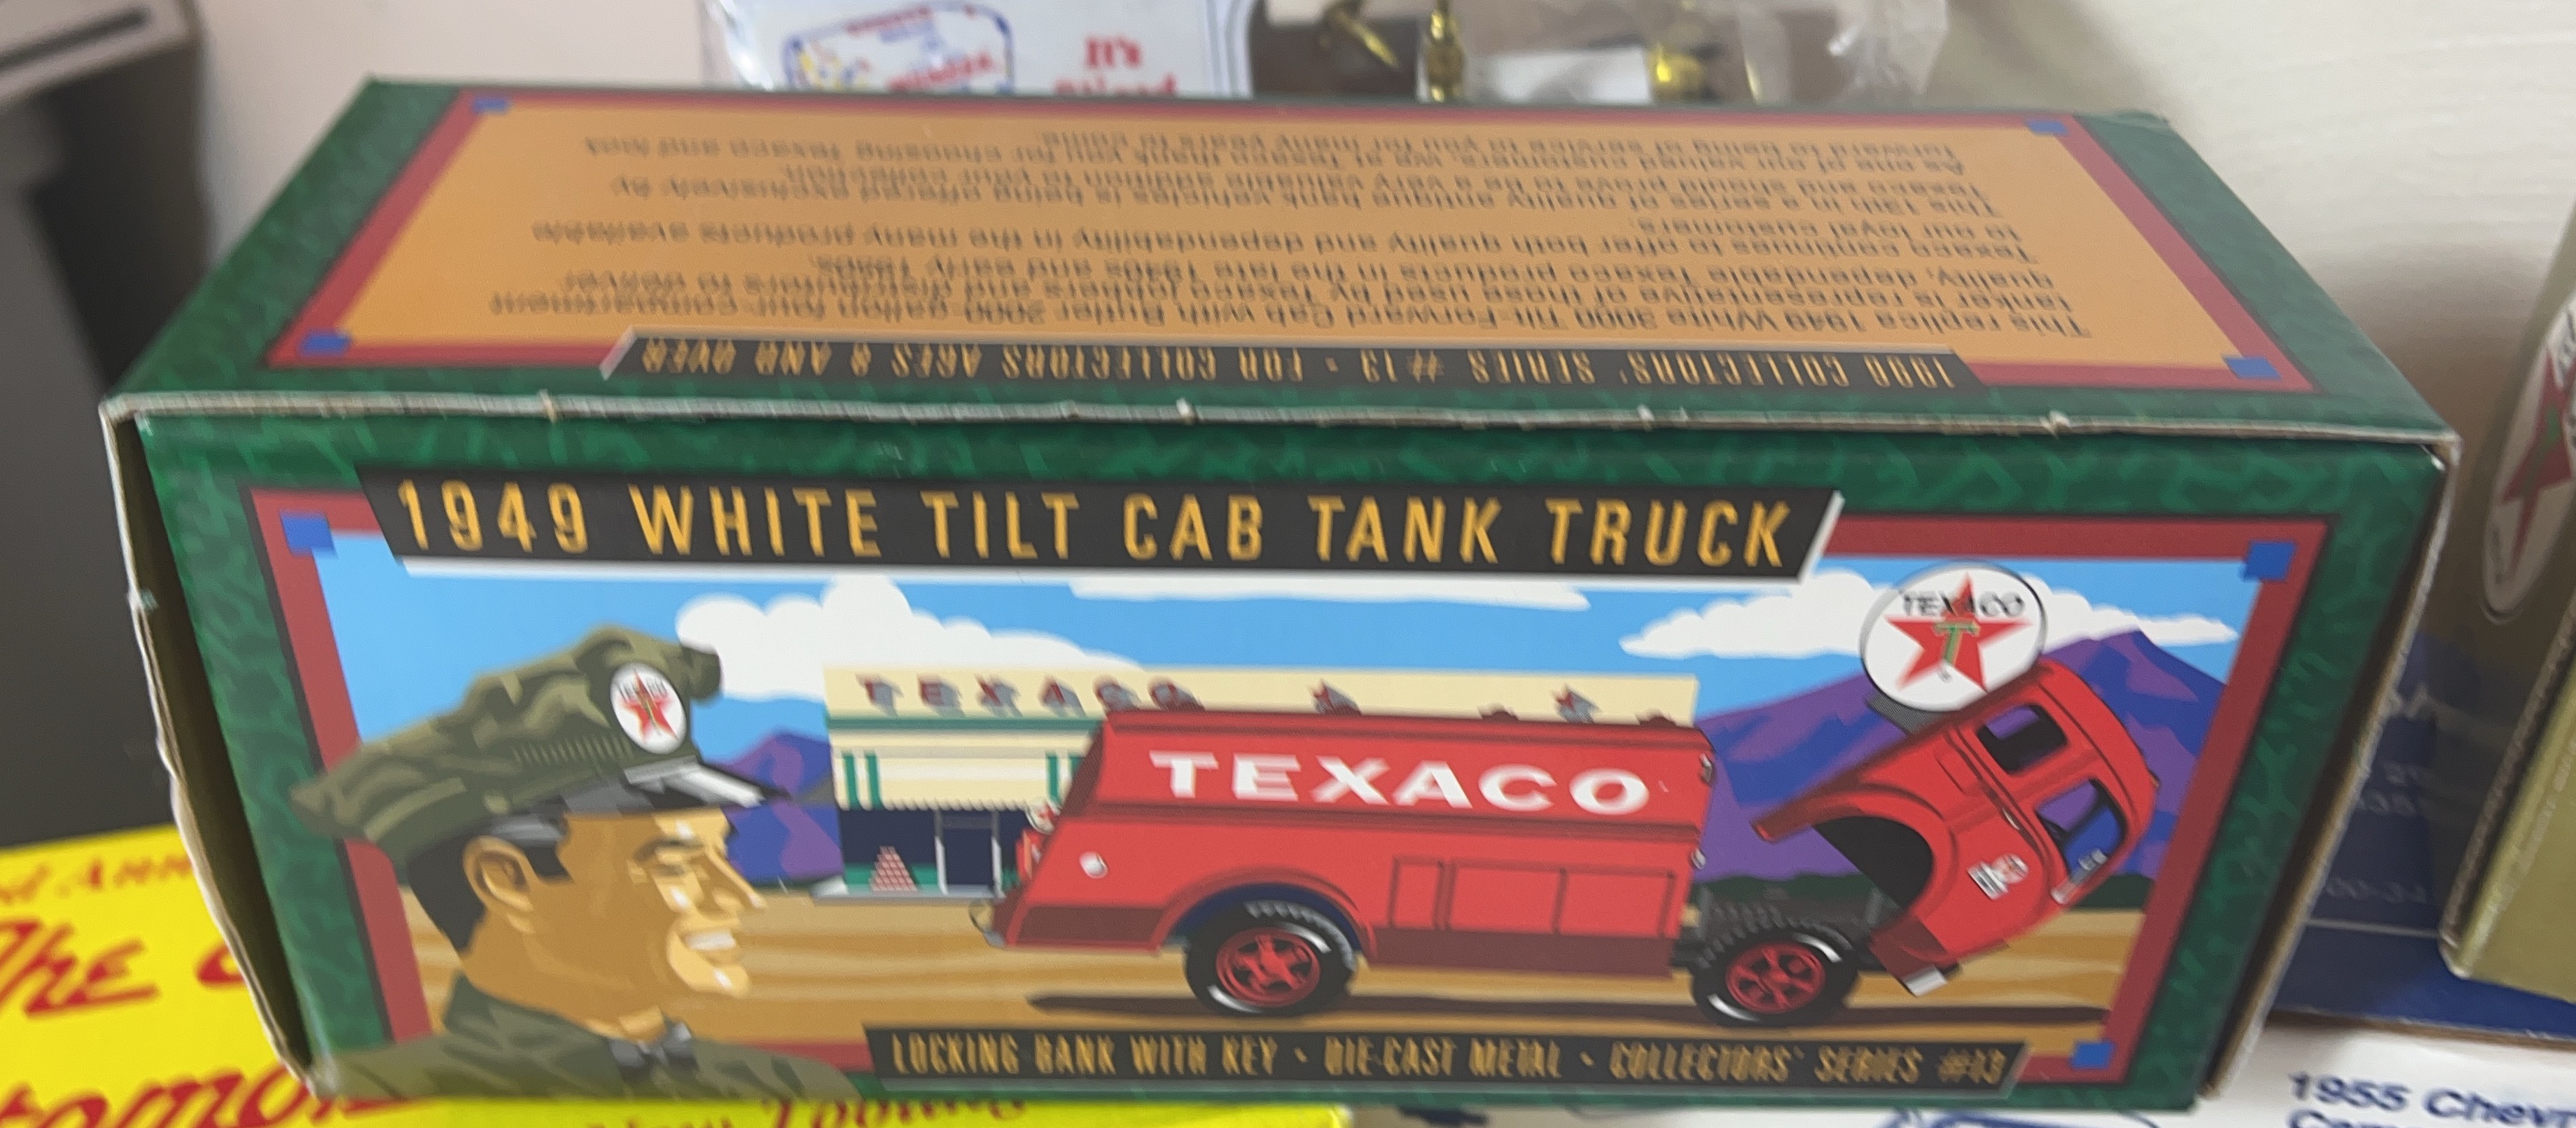 It's
1996 COLLECTORS' SERIES #13 • FOR COLLECTORS AGES 8 AND OVER
This replica 1949 White 3000 Tilt-Forward Cab with Butler 2000-gallon four-compartment
tanker is representative of those used by Texaco jobbers and distributors to deliver
quality, dependable Texaco products in the late 1940s and early 1950s.
Texaco continues to offer both quality and dependability in the many products available
to our loyal customers.
This 13th in a series of quality antique bank vehicles is being offered exclusively by
Texaco and should prove to be a very valuable addition to your collection.
As one of our valued customers, we at Texaco thank you for choosing Texaco and look
forward to being of service to you for many years to come.
1949 WHITE TILT CAB TANK TRUCK
TEXACO
T
TEXACO
TEXACO
T
TEXACO
LOCKING BANK WITH KEY • DIE-CAST METAL • COLLECTORS' SERIES #13
The
1955 Chev